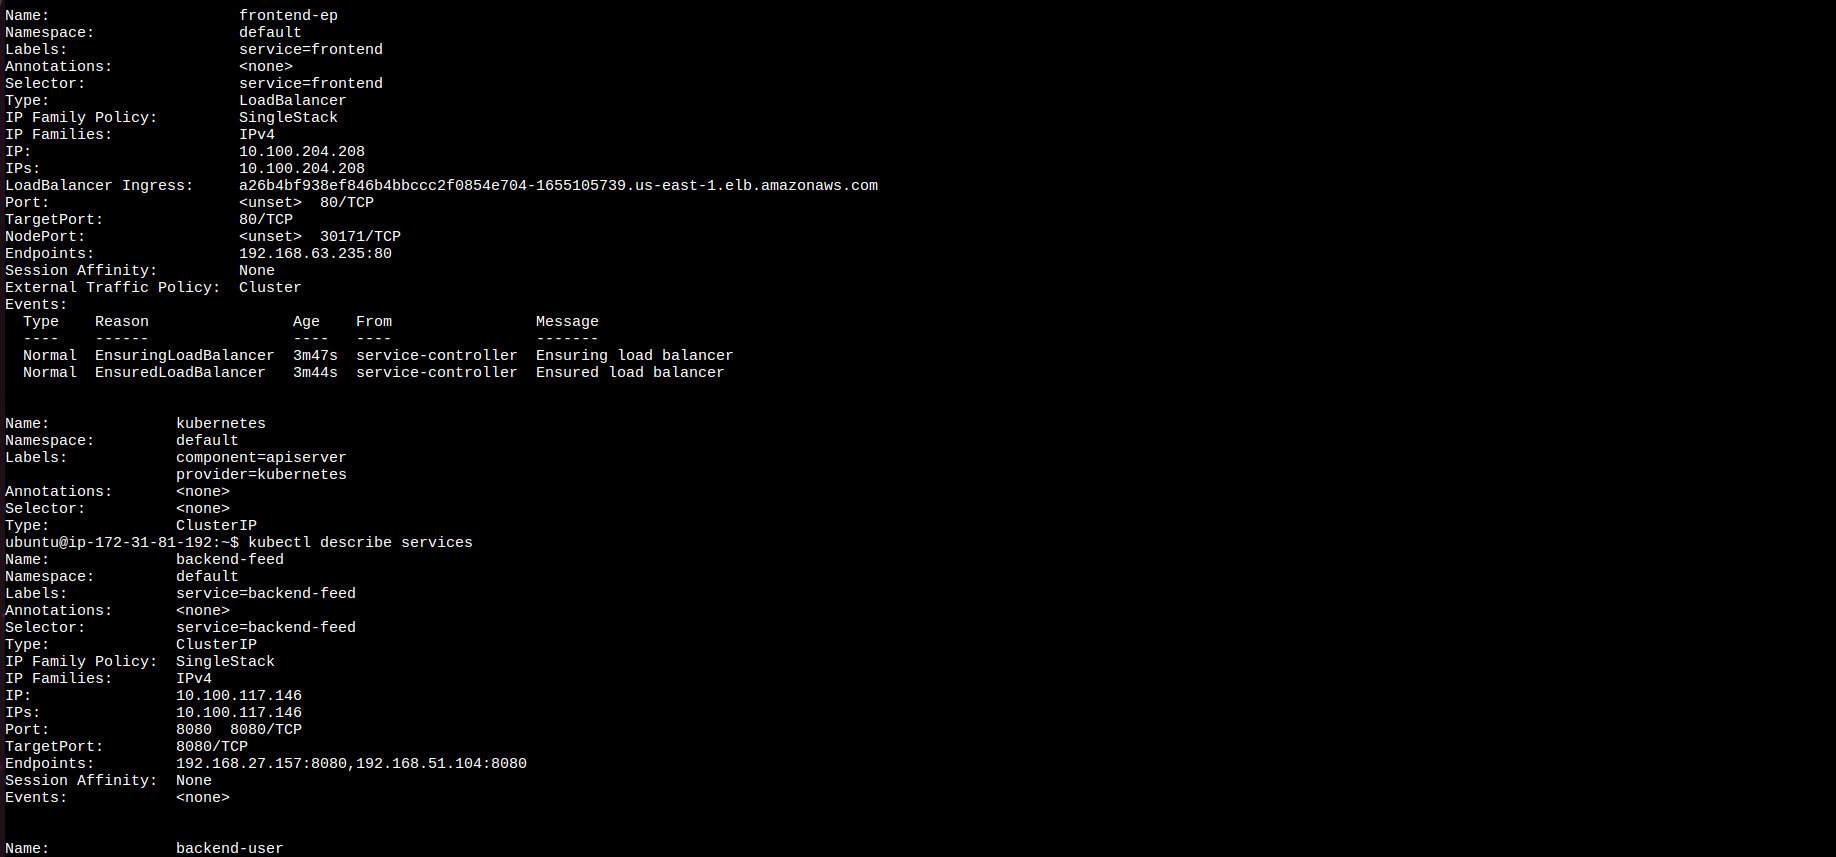 Name:                     frontend-ep
Namespace:                default
Labels:                   service=frontend
Annotations:              <none>
Selector:                 service=frontend
Type:                     LoadBalancer
IP Family Policy:         SingleStack
IP Families:              IPv4
IP:                       10.100.204.208
IPs:                      10.100.204.208
LoadBalancer Ingress:     a26b4bf938ef846b4bbccc2f0854e704-1655105739.us-east-1.elb.amazonaws.com
Port:                     <unset>  80/TCP
TargetPort:               80/TCP
NodePort:                 <unset>  30171/TCP
Endpoints:                192.168.63.235:80
Session Affinity:         None
External Traffic Policy:  Cluster
Events:
  Type    Reason                Age    From                Message
  ----    ------                ----   ----                -------
  Normal  EnsuringLoadBalancer  3m47s  service-controller  Ensuring load balancer
  Normal  EnsuredLoadBalancer   3m44s  service-controller  Ensured load balancer
Name:              kubernetes
Namespace:         default
Labels:            component=apiserver
                   provider=kubernetes
Annotations:       <none>
Selector:          <none>
Type:              ClusterIP
ubuntu@ip-172-31-81-192:~$ kubectl describe services
Name:              backend-feed
Namespace:         default
Labels:            service=backend-feed
Annotations:       <none>
Selector:          service=backend-feed
Type:              ClusterIP
IP Family Policy:  SingleStack
IP Families:       IPv4
IP:                10.100.117.146
IPs:               10.100.117.146
Port:              8080  8080/TCP
TargetPort:        8080/TCP
Endpoints:         192.168.27.157:8080,192.168.51.104:8080
Session Affinity:  None
Events:            <none>
Name:              backend-user